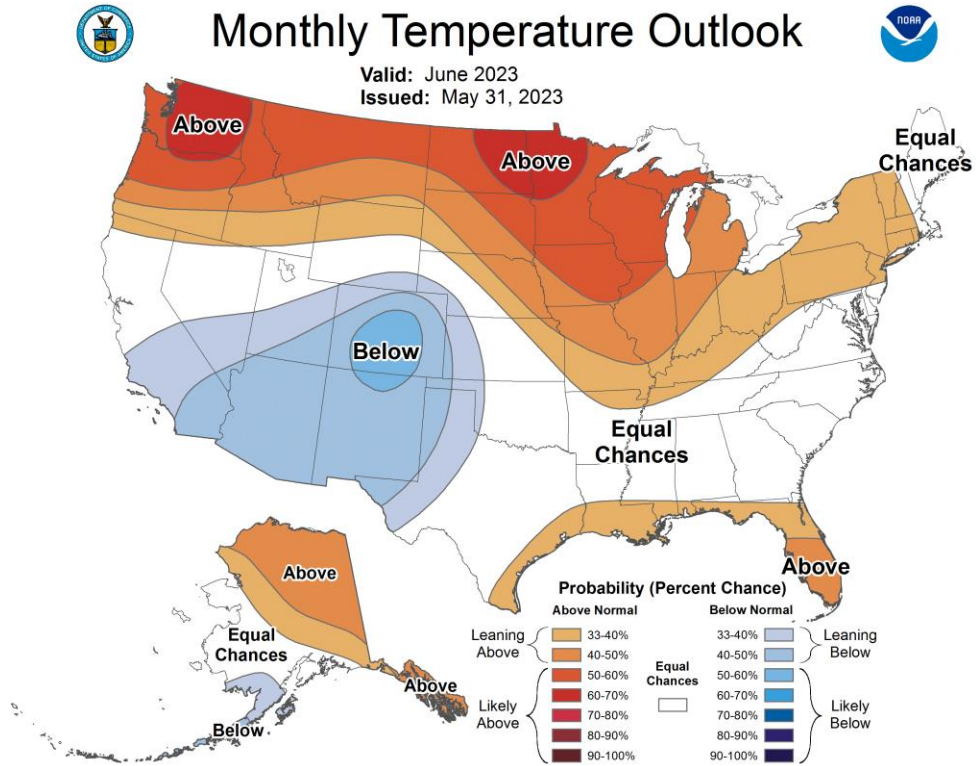 Monthly Temperature Outlook
NOAA
Valid: June 2023
Issued: May 31, 2023
Above
Above
Equal
Chances
Below
Equal
Chances
Above
Above
Equal
Chances
Above
Below
Probability (Percent Chance)
Above Normal
Below Normal
Leaning
Above
33-40%
40-50%
Likely
Above
50-60%
60-70%
70-80%
80-90%
90-100%
Equal
Chances
33-40%
40-50%
Leaning
Below
50-60%
60-70%
70-80%
80-90%
90-100%
Likely
Below